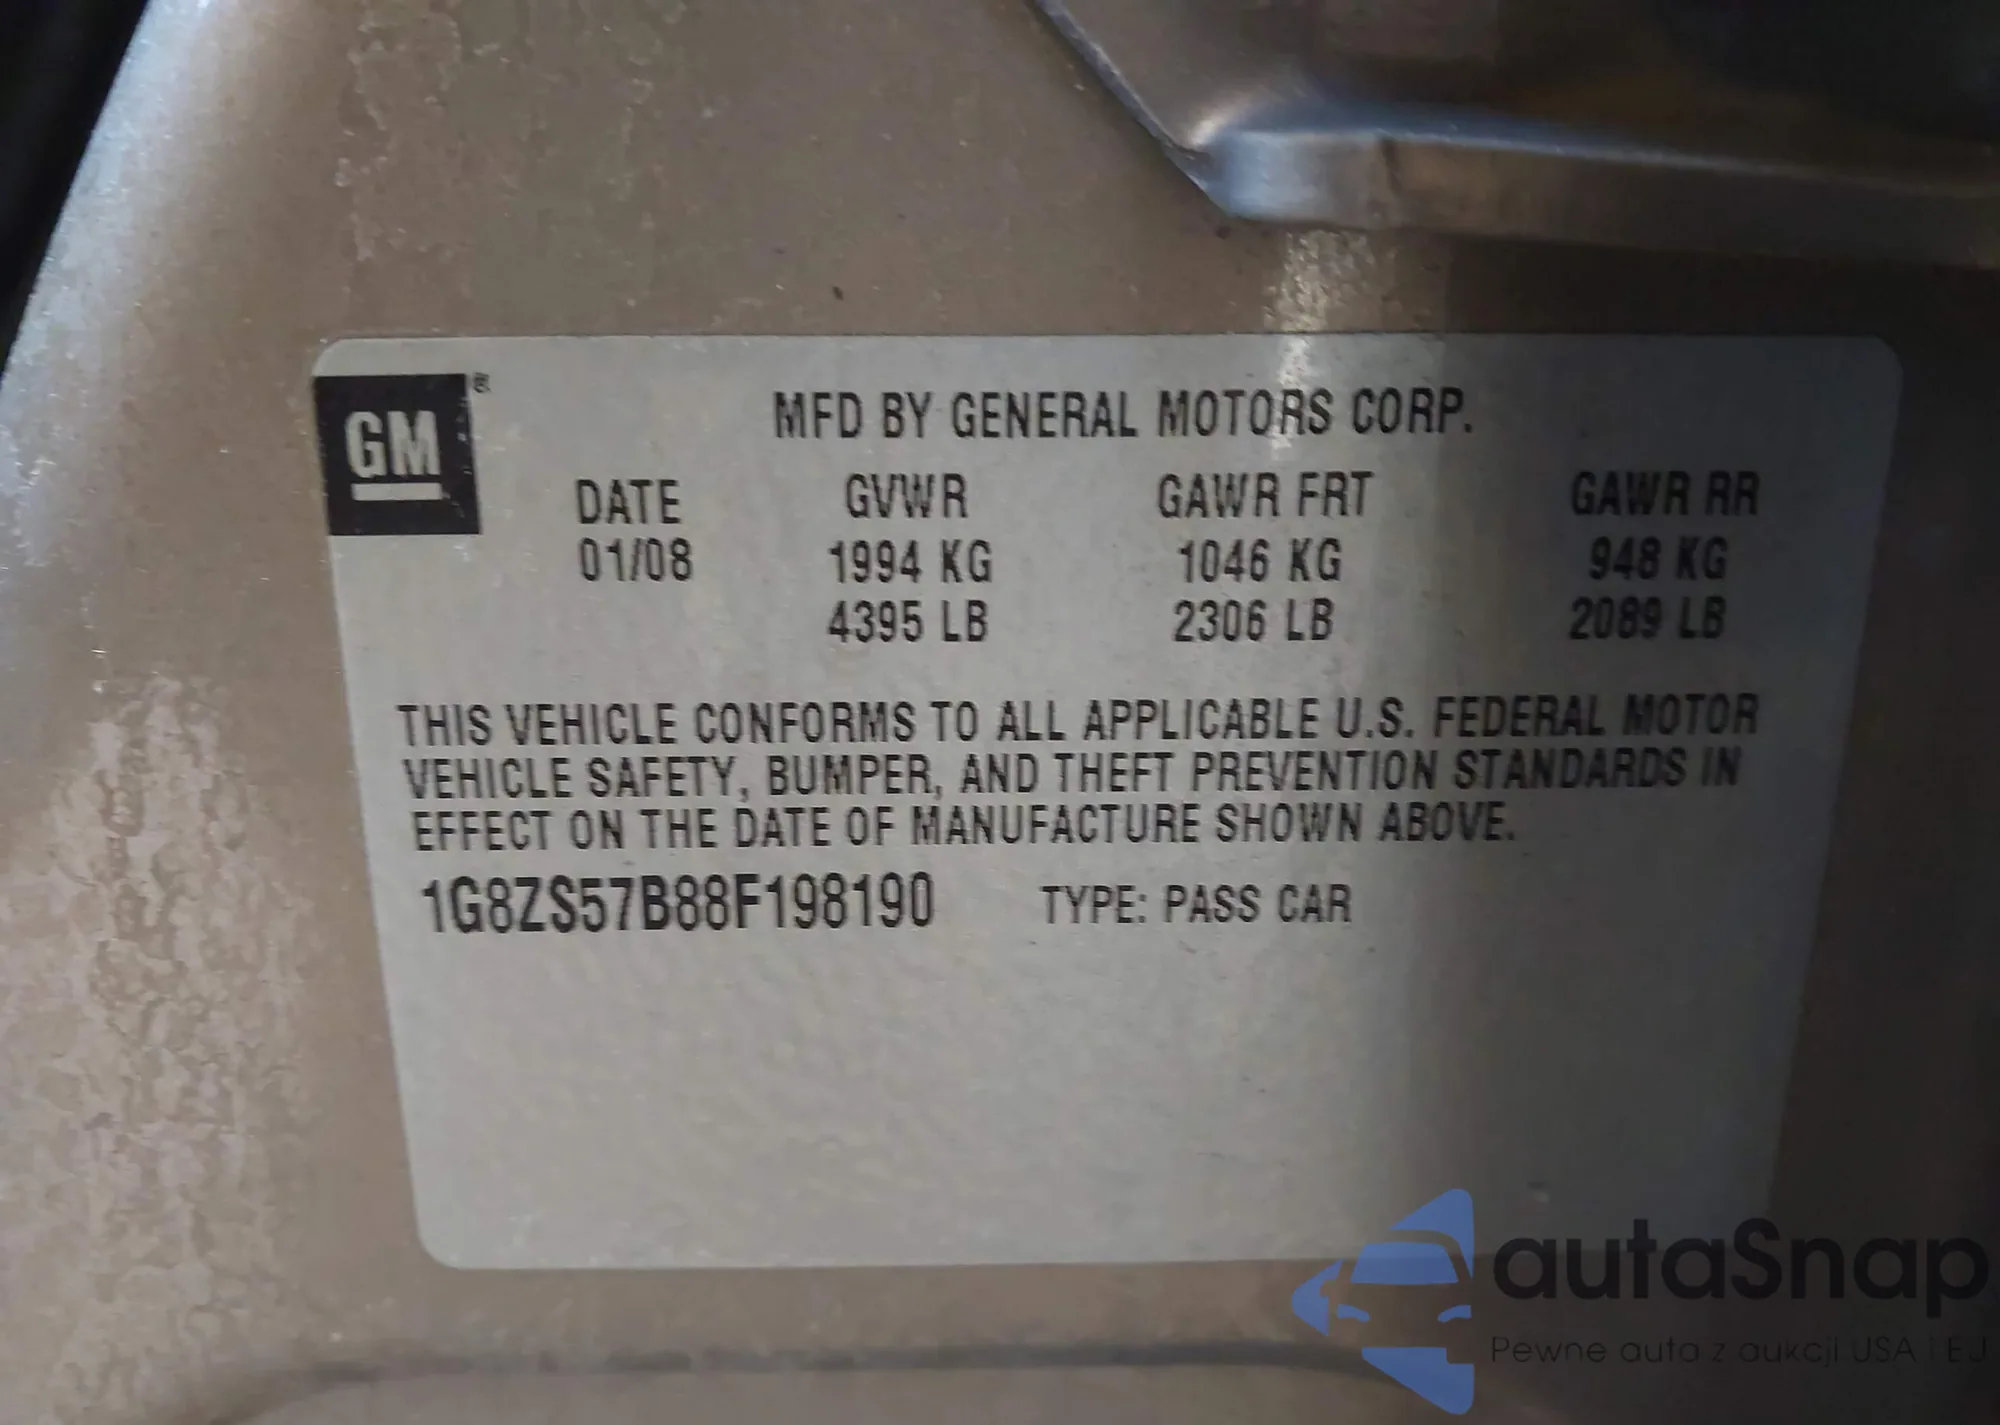 GM ®
MFD BY GENERAL MOTORS CORP.
DATE GVWR GAWR FRT GAWR RR
01/08 1994 KG 1046 KG 948 KG
4395 LB 2306 LB 2089 LB
THIS VEHICLE CONFORMS TO ALL APPLICABLE U.S. FEDERAL MOTOR
VEHICLE SAFETY, BUMPER, AND THEFT PREVENTION STANDARDS IN
EFFECT ON THE DATE OF MANUFACTURE SHOWN ABOVE.
1G8ZS57B88F198190 TYPE: PASS CAR
autaSnap
Pewne auta z aukcji USA i EU